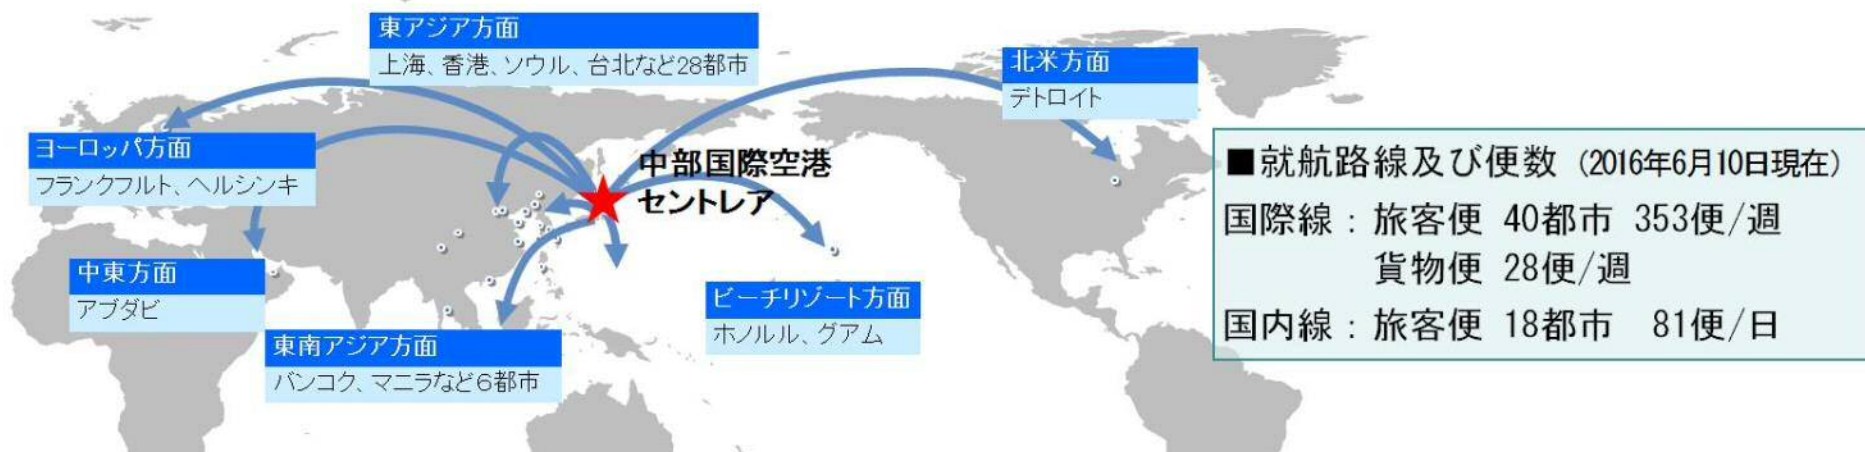 東アジア方面
上海、香港、ソウル、台北など28都市
北米方面
デトロイト
ヨーロッパ方面
フランクフルト、ヘルシンキ
中部国際空港
セントレア
中東方面
アブダビ
ビーチリゾート方面
ホノルル、グアム
東南アジア方面
バンコク、マニラなど6都市
■就航路線及び便数（2016年6月10日現在）
国際線：旅客便 40都市 353便/週
貨物便 28便/週
国内線：旅客便 18都市 81便/日